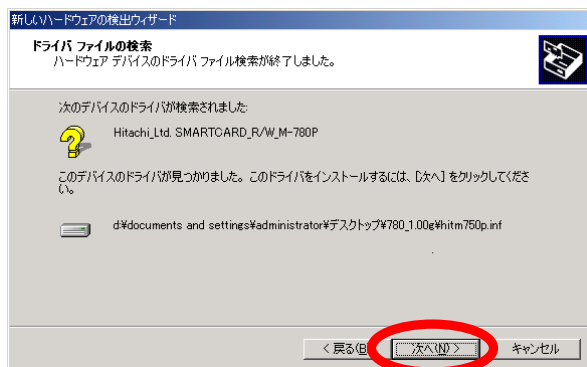 新しいハードウェアの検出ウィザード
ドライバ ファイルの検索
ハードウェア デバイスのドライバ ファイル検索が終了しました。
次のデバイスのドライバが検索されました:
Hitachi_Ltd. SMARTCARD_R/W_M-780P
このデバイスのドライバが見つかりました。このドライバをインストールするには、[次へ] をクリックしてくださ
い。
d¥documents and settings¥administrator¥デスクトップ¥780_1.00g¥hitm750p.inf
< 戻る(B) 次へ(N) > キャンセル